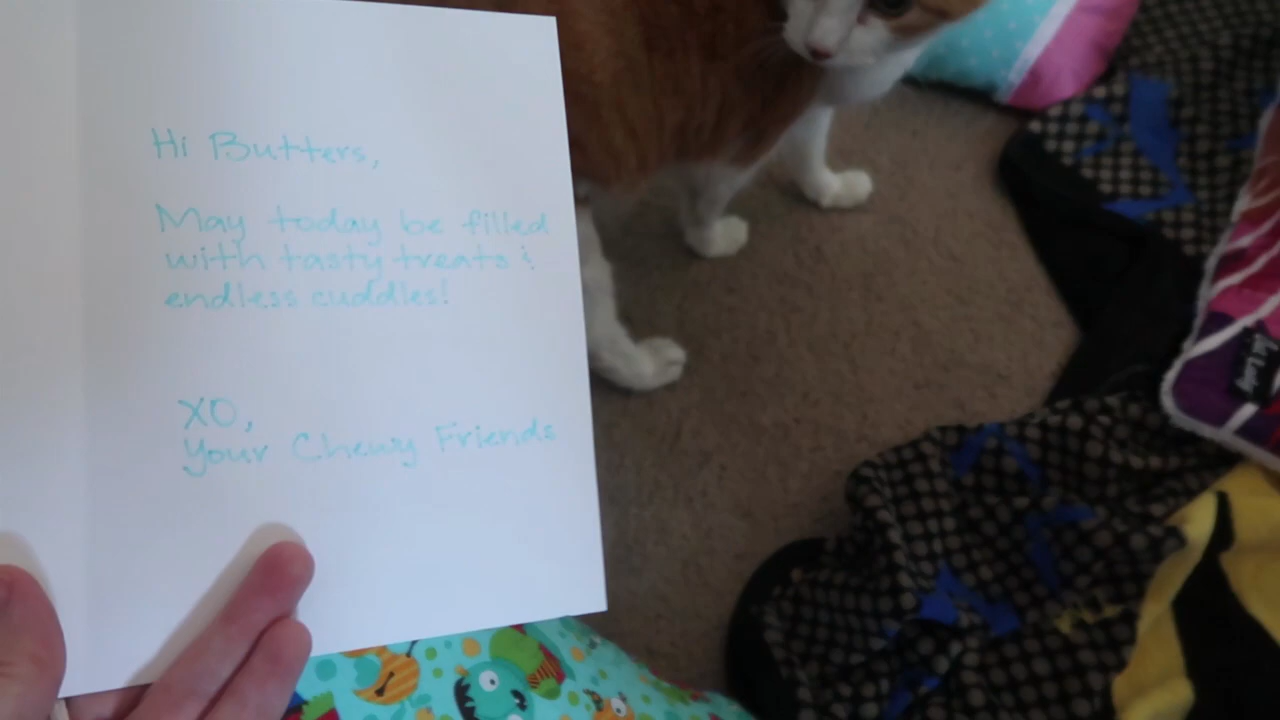 Hi Butters,
May today be filled
with tasty treats &
endless cuddles!
XO,
Your Chewy Friends